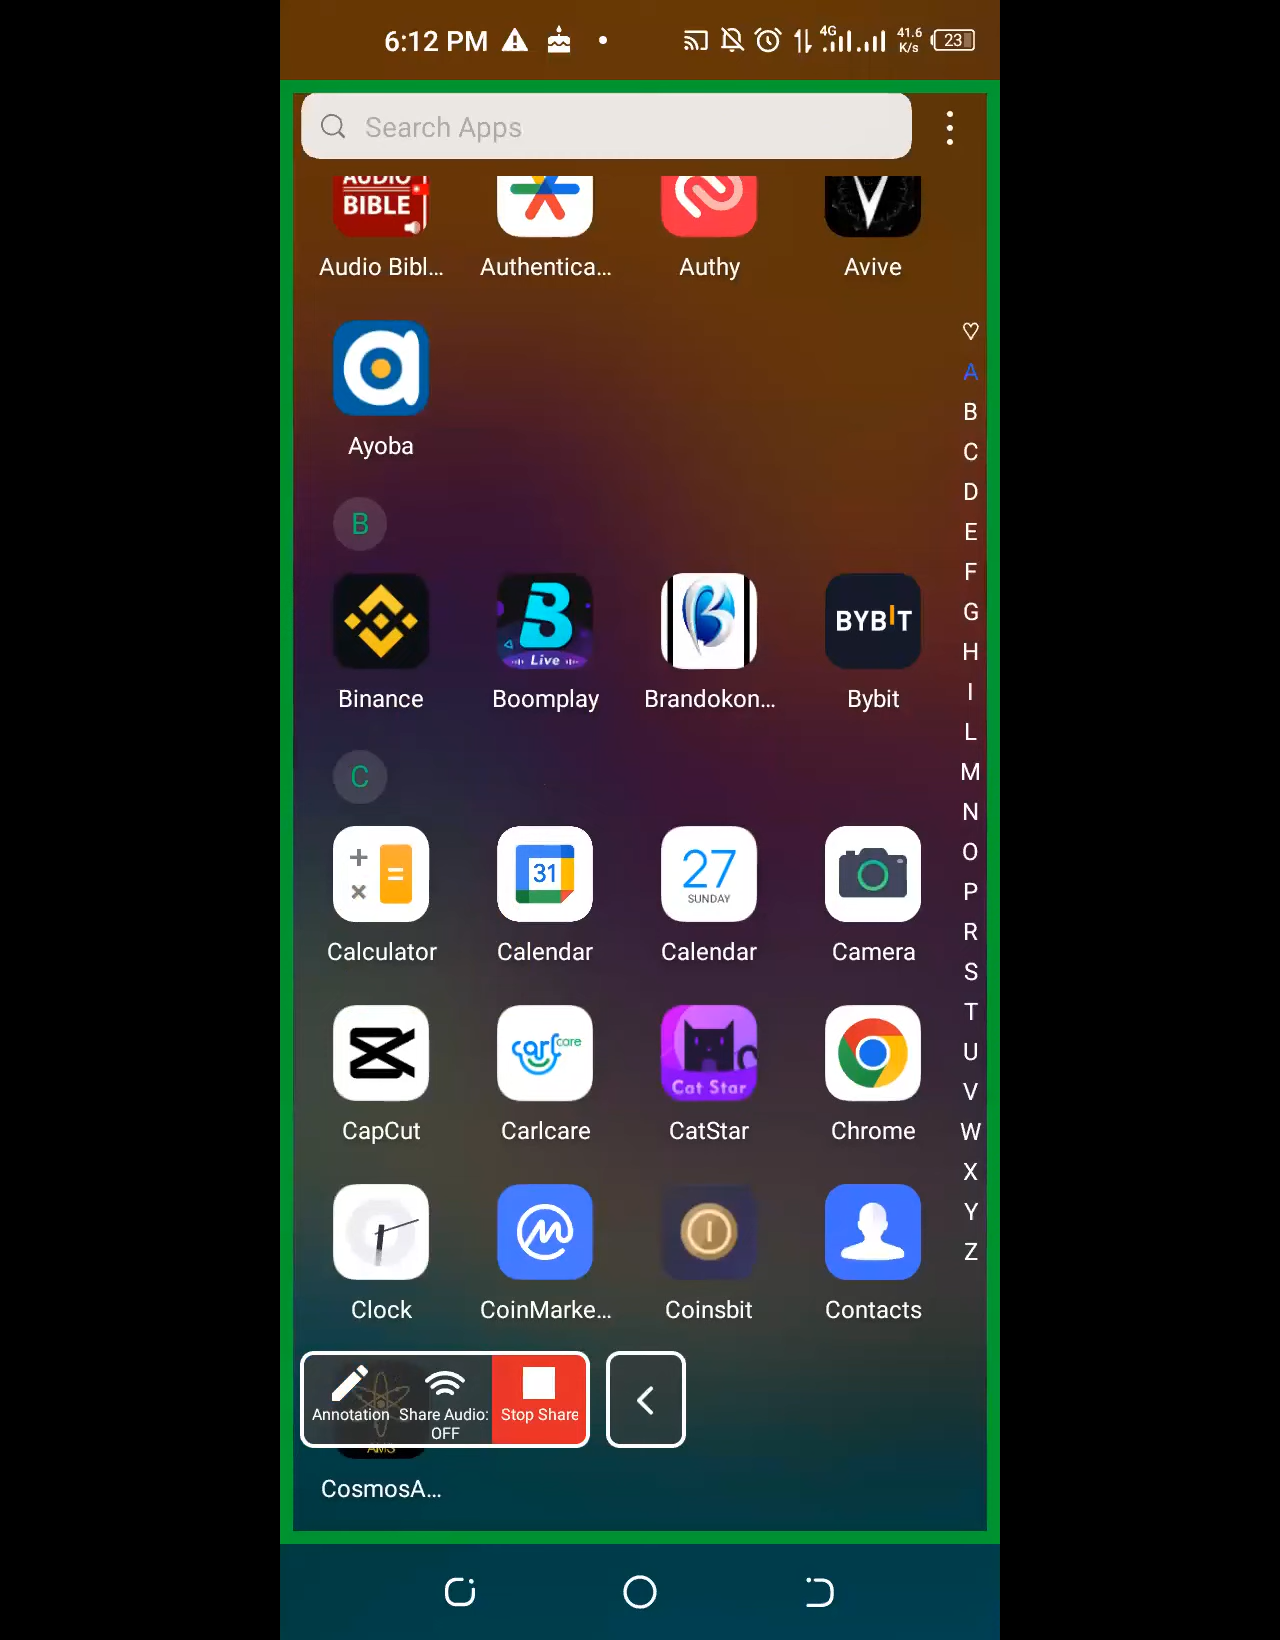 6:12 PM
4G
41.6
K/s
23
Search Apps
AUDIO
BIBLE
Audio Bibl...
Authentica...
Authy
Avive
Ayoba
♡
A
B
C
D
E
F
G
H
I
L
M
N
O
P
R
S
T
U
V
W
X
Y
Z
B
Live
BYBIT
Binance
Boomplay
Brandokon...
Bybit
C
31
27
SUNDAY
Calculator
Calendar
Calendar
Camera
carlcare
Cat Star
CapCut
Carlcare
CatStar
Chrome
Clock
CoinMarke...
Coinsbit
Contacts
Annotation
Share Audio:
OFF
Stop Share
AMS
CosmosA...